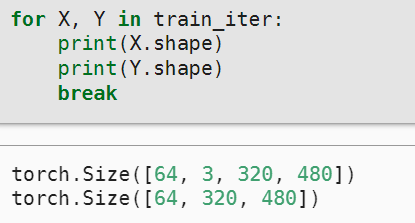 for X, Y in train_iter:
    print(X.shape)
    print(Y.shape)
    break
torch.Size([64, 3, 320, 480])
torch.Size([64, 320, 480])